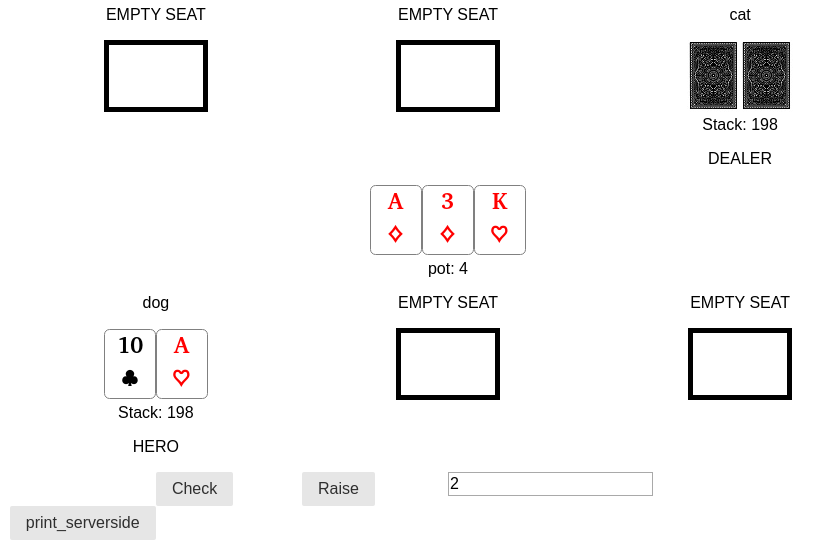 EMPTY SEAT
EMPTY SEAT
cat
Stack: 198
DEALER
A 3 K
pot: 4
dog
EMPTY SEAT
EMPTY SEAT
10 A
Stack: 198
HERO
Check
Raise
2
print_serverside